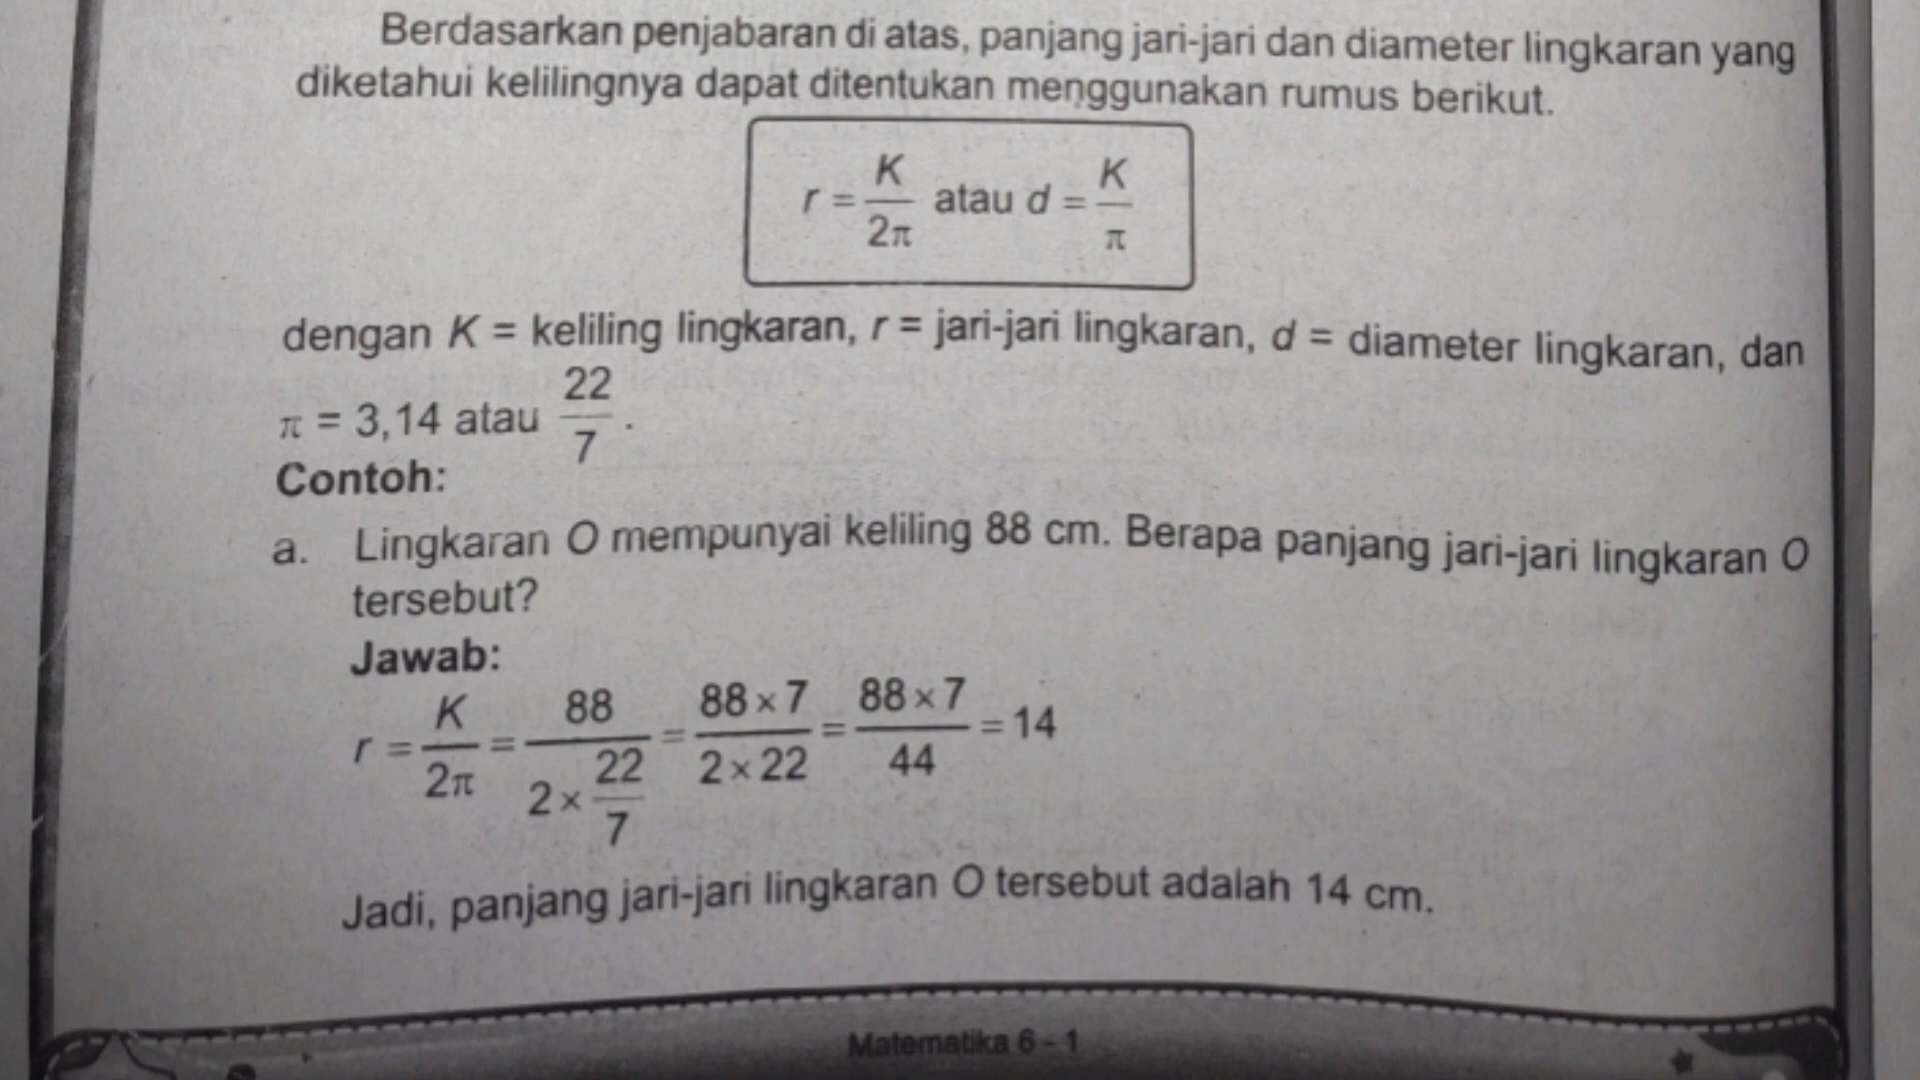 Berdasarkan penjabaran di atas, panjang jari-jari dan diameter lingkaran yang
diketahui kelilingnya dapat ditentukan menggunakan rumus berikut.
r = K/2π atau d = K/π
dengan K = keliling lingkaran, r = jari-jari lingkaran, d = diameter lingkaran, dan
π = 3,14 atau 22/7.
Contoh:
a. Lingkaran O mempunyai keliling 88 cm. Berapa panjang jari-jari lingkaran O
tersebut?
Jawab:
r = K/2π = 88/(2 × 22/7) = (88 × 7)/(2 × 22) = (88 × 7)/44 = 14
Jadi, panjang jari-jari lingkaran O tersebut adalah 14 cm.
Matematika 6 - 1